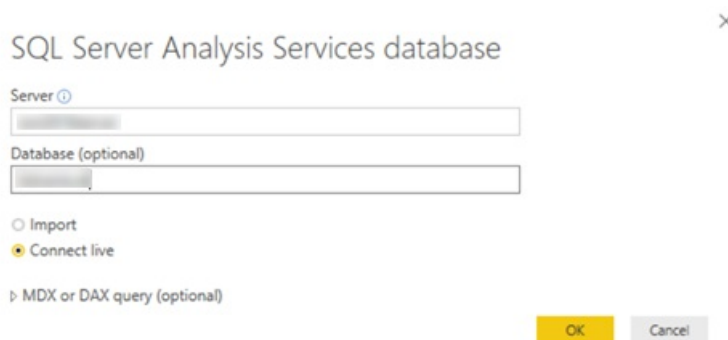 SQL Server Analysis Services database
Server
Database (optional)
Import
Connect live
MDX or DAX query (optional)
OK Cancel